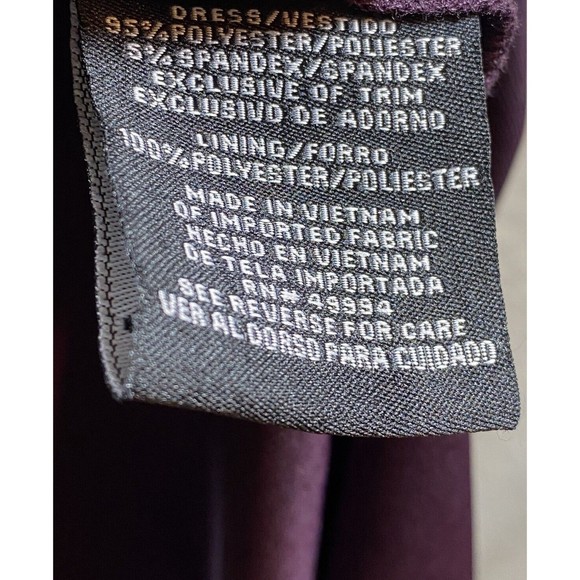 DRESS/VESTIDO
95%POLYESTER/POLIESTER
5%SPANDEX/SPANDEX
EXCLUSIVE OF TRIM
EXCLUSIVO DE ADORNO
LINING/FORRO
100%POLYESTER/POLIESTER
MADE IN VIETNAM
OF IMPORTED FABRIC
HECHO EN VIETNAM
DE TELA IMPORTADA
RN# 49994
SEE REVERSE FOR CARE
VER AL DORSO PARA CUIDADO